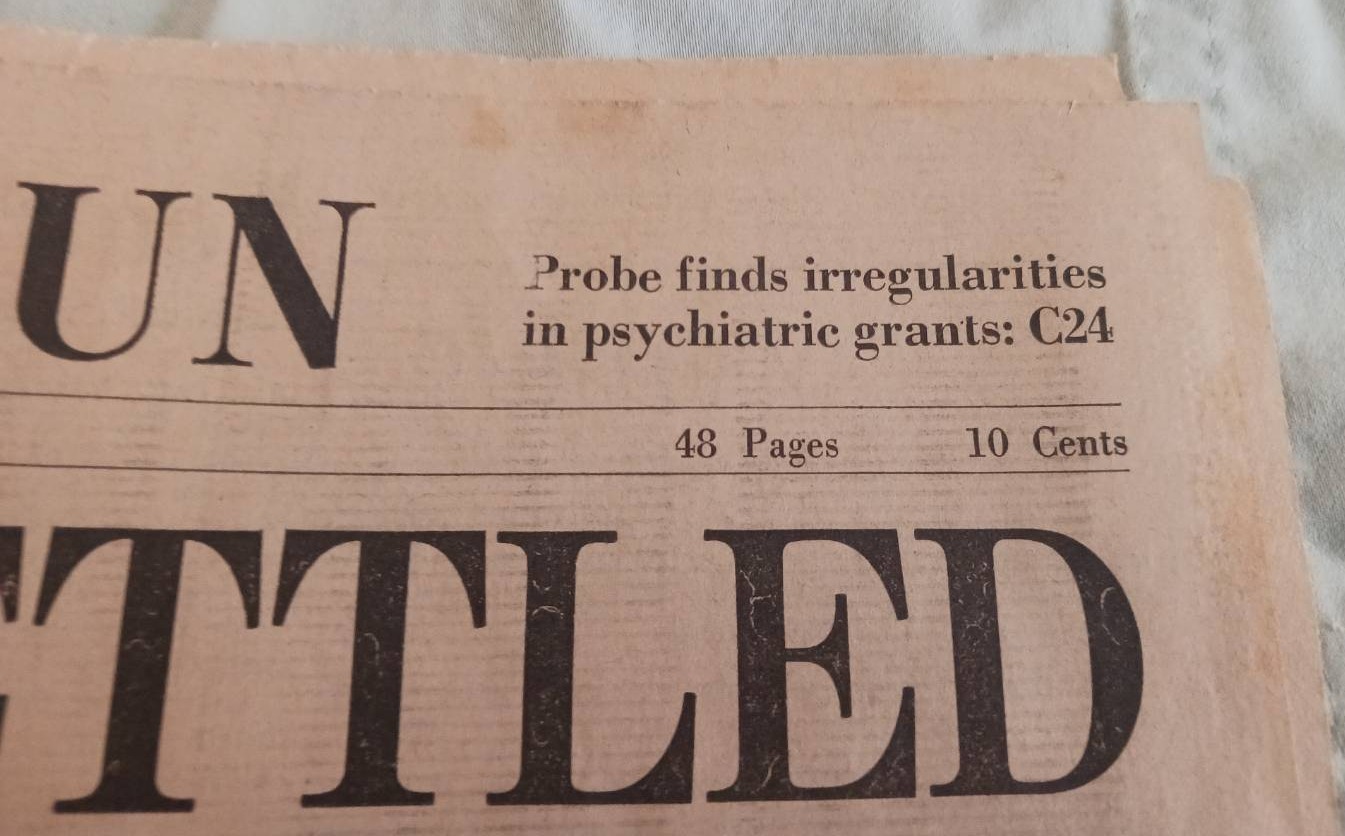 UN
Probe finds irregularities
in psychiatric grants: C24
48 Pages 10 Cents
TTLED